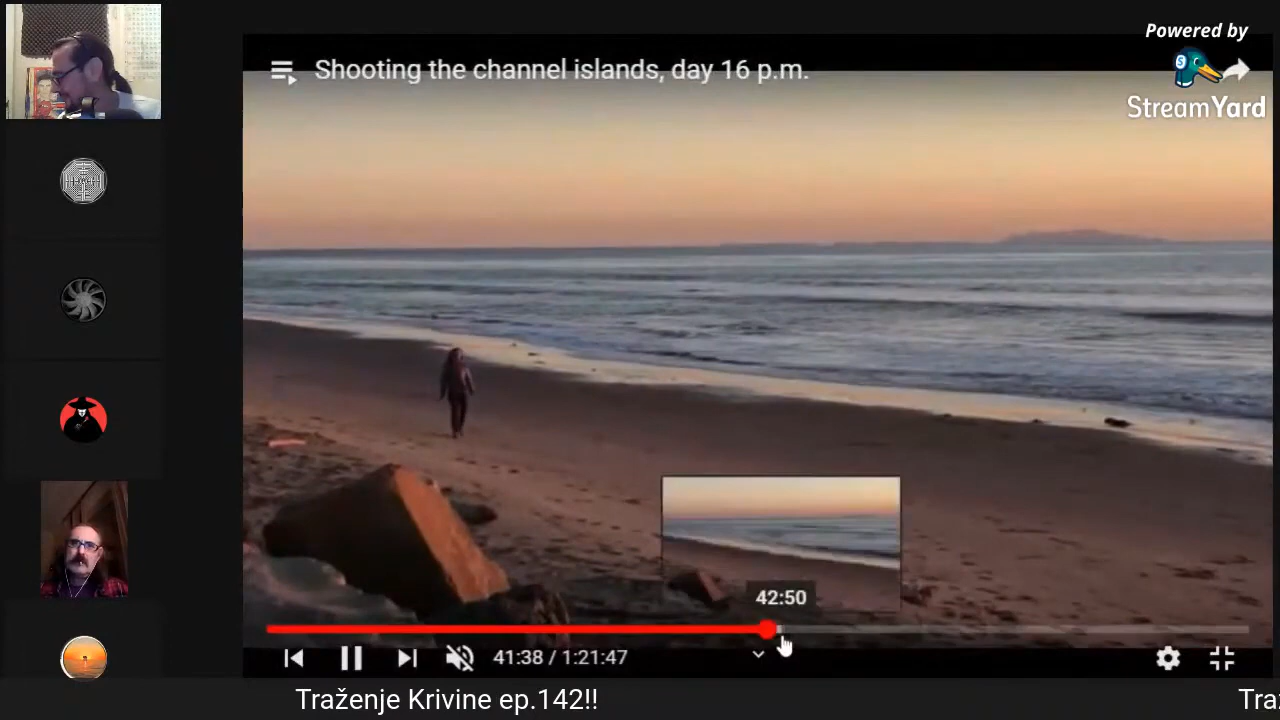 Powered by
StreamYard
Shooting the channel islands, day 16 p.m.
42:50
41:38 / 1:21:47
Traženje Krivine ep.142!!
Tra